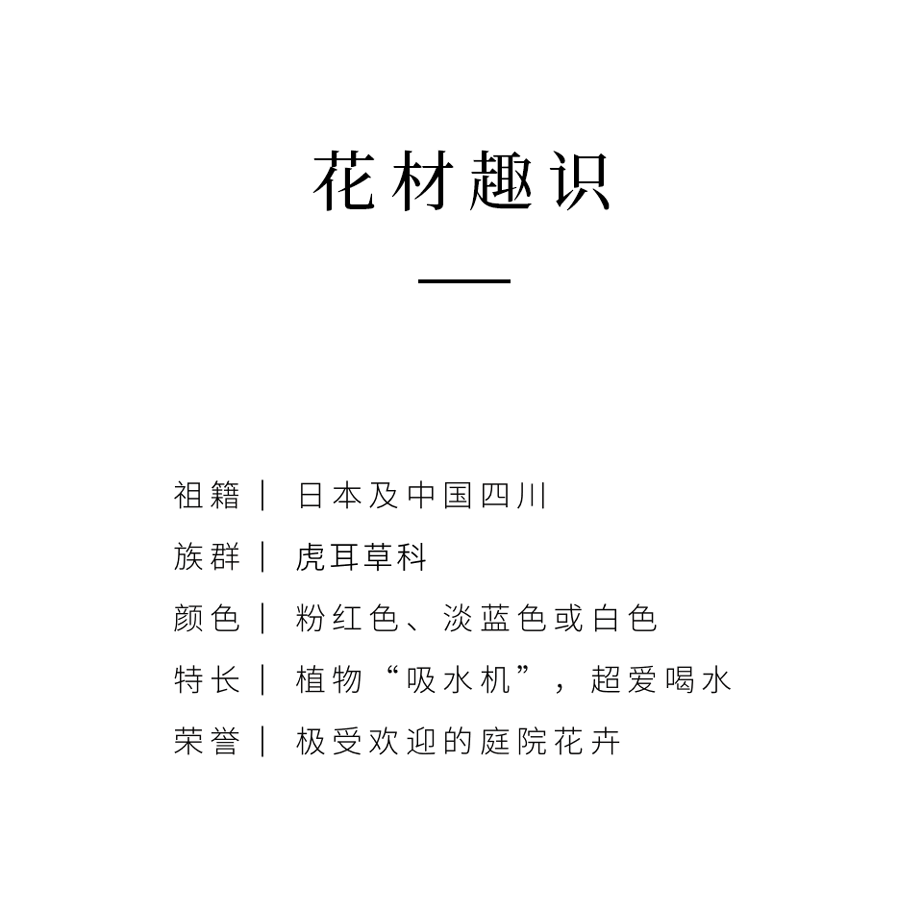 花材趣识
祖籍 | 日本及中国四川
族群 | 虎耳草科
颜色 | 粉红色、淡蓝色或白色
特长 | 植物“吸水机”，超爱喝水
荣誉 | 极受欢迎的庭院花卉